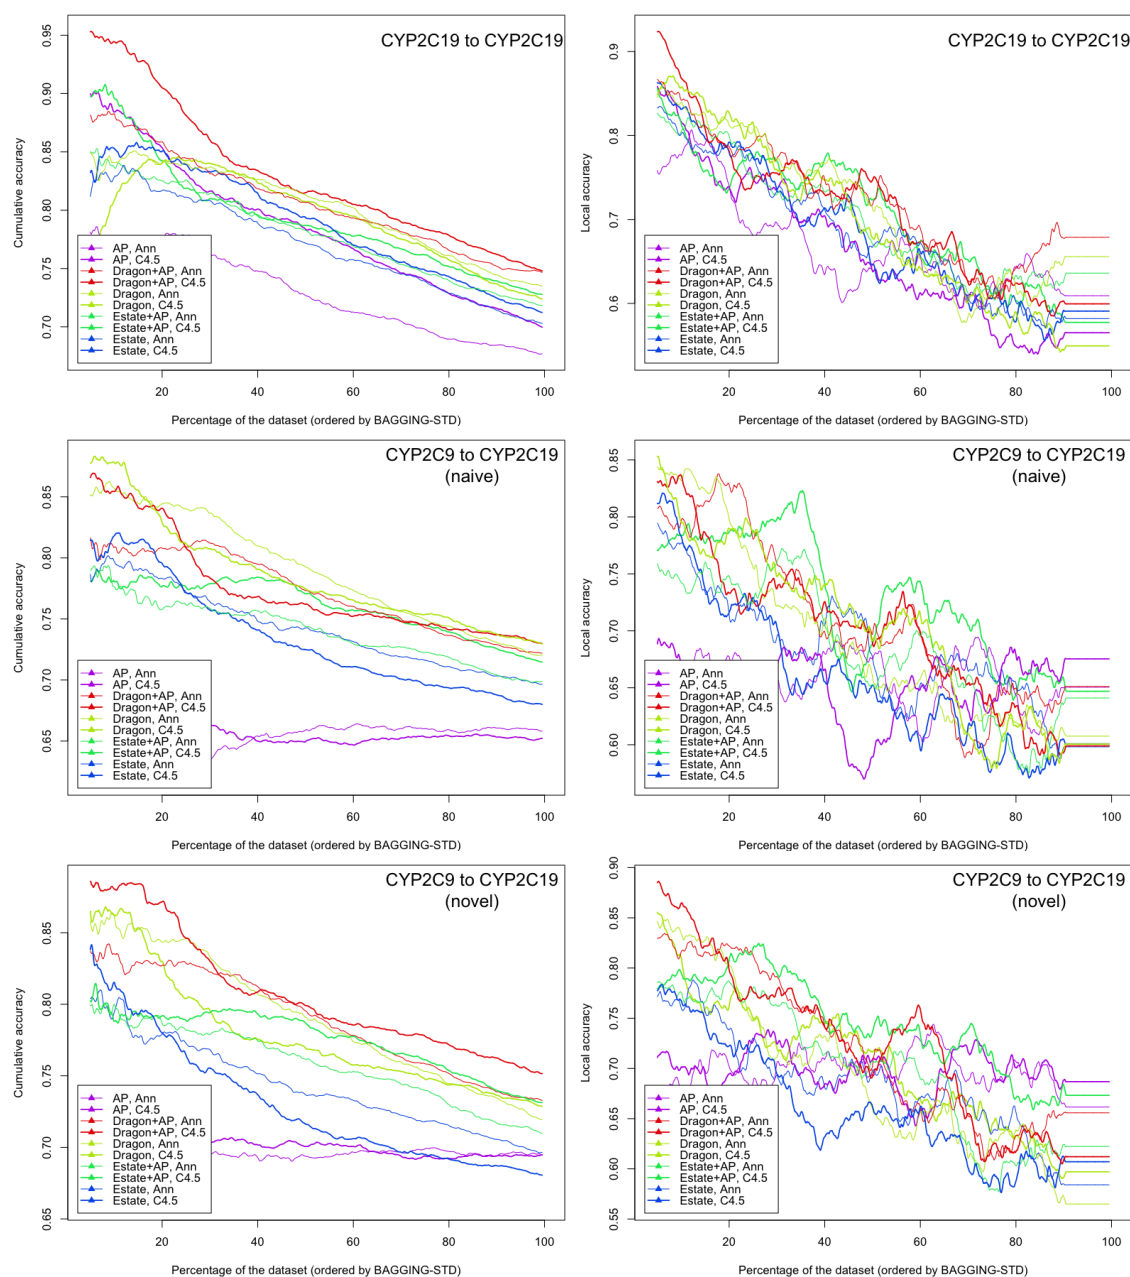 CYP2C19 to CYP2C19
Cumulative accuracy
0.95
0.90
0.85
0.80
0.75
0.70
AP, Ann
AP, C4.5
Dragon+AP, Ann
Dragon+AP, C4.5
Dragon, Ann
Dragon, C4.5
Estate+AP, Ann
Estate+AP, C4.5
Estate, Ann
Estate, C4.5
20 40 60 80 100
Percentage of the dataset (ordered by BAGGING-STD)
CYP2C19 to CYP2C19
Local accuracy
0.9
0.8
0.7
0.6
AP, Ann
AP, C4.5
Dragon+AP, Ann
Dragon+AP, C4.5
Dragon, Ann
Dragon, C4.5
Estate+AP, Ann
Estate+AP, C4.5
Estate, Ann
Estate, C4.5
20 40 60 80 100
Percentage of the dataset (ordered by BAGGING-STD)
CYP2C9 to CYP2C19
(naive)
Cumulative accuracy
0.85
0.80
0.75
0.70
0.65
AP, Ann
AP, C4.5
Dragon+AP, Ann
Dragon+AP, C4.5
Dragon, Ann
Dragon, C4.5
Estate+AP, Ann
Estate+AP, C4.5
Estate, Ann
Estate, C4.5
20 40 60 80 100
Percentage of the dataset (ordered by BAGGING-STD)
CYP2C9 to CYP2C19
(naive)
Local accuracy
0.85
0.80
0.75
0.70
0.65
0.60
AP, Ann
AP, C4.5
Dragon+AP, Ann
Dragon+AP, C4.5
Dragon, Ann
Dragon, C4.5
Estate+AP, Ann
Estate+AP, C4.5
Estate, Ann
Estate, C4.5
20 40 60 80 100
Percentage of the dataset (ordered by BAGGING-STD)
CYP2C9 to CYP2C19
(novel)
Cumulative accuracy
0.85
0.80
0.75
0.70
0.65
AP, Ann
AP, C4.5
Dragon+AP, Ann
Dragon+AP, C4.5
Dragon, Ann
Dragon, C4.5
Estate+AP, Ann
Estate+AP, C4.5
Estate, Ann
Estate, C4.5
20 40 60 80 100
Percentage of the dataset (ordered by BAGGING-STD)
CYP2C9 to CYP2C19
(novel)
Local accuracy
0.90
0.85
0.80
0.75
0.70
0.65
0.60
0.55
AP, Ann
AP, C4.5
Dragon+AP, Ann
Dragon+AP, C4.5
Dragon, Ann
Dragon, C4.5
Estate+AP, Ann
Estate+AP, C4.5
Estate, Ann
Estate, C4.5
20 40 60 80 100
Percentage of the dataset (ordered by BAGGING-STD)